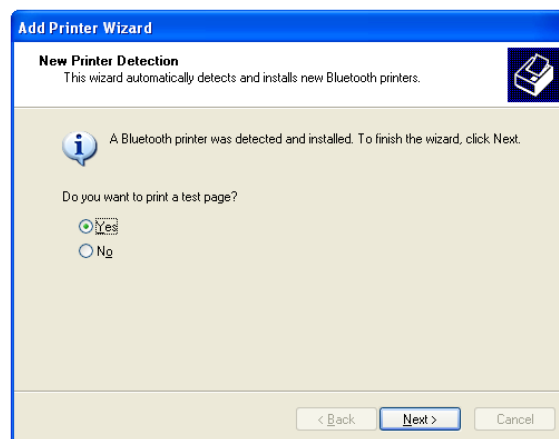 Add Printer Wizard
New Printer Detection
This wizard automatically detects and installs new Bluetooth printers.
A Bluetooth printer was detected and installed. To finish the wizard, click Next.
Do you want to print a test page?
Yes
No
< Back Next > Cancel